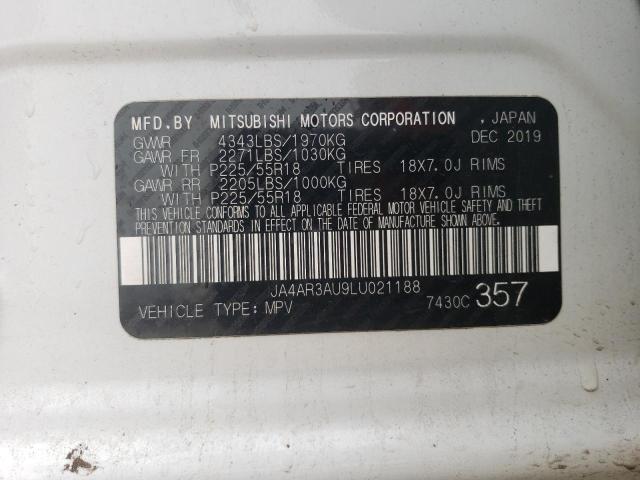 MFD.BY MITSUBISHI MOTORS CORPORATION , JAPAN
GVWR 4343LBS/1970KG DEC 2019
GAWR FR 2271LBS/1030KG
WITH P225/55R18 TIRES 18X7.0J RIMS
GAWR RR 2205LBS/1000KG
WITH P225/55R18 TIRES 18X7.0J RIMS
THIS VEHICLE CONFORMS TO ALL APPLICABLE FEDERAL MOTOR VEHICLE SAFETY AND THEFT
PREVENTION STANDARDS IN EFFECT ON THE DATE OF MANUFACTURE SHOWN ABOVE.
JA4AR3AU9LU021188
VEHICLE TYPE: MPV 7430C 357